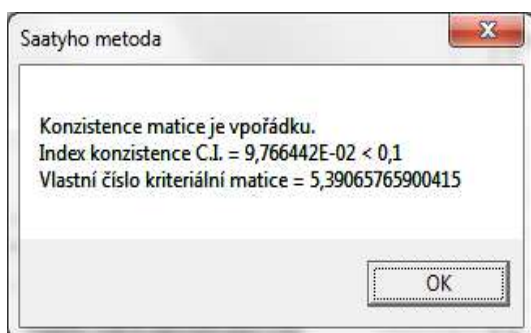 Saatyho metoda
Konzistence matice je vpořádku.
Index konzistence C.I. = 9,766442E-02 < 0,1
Vlastní číslo kriteriální matice = 5,39065765900415
OK